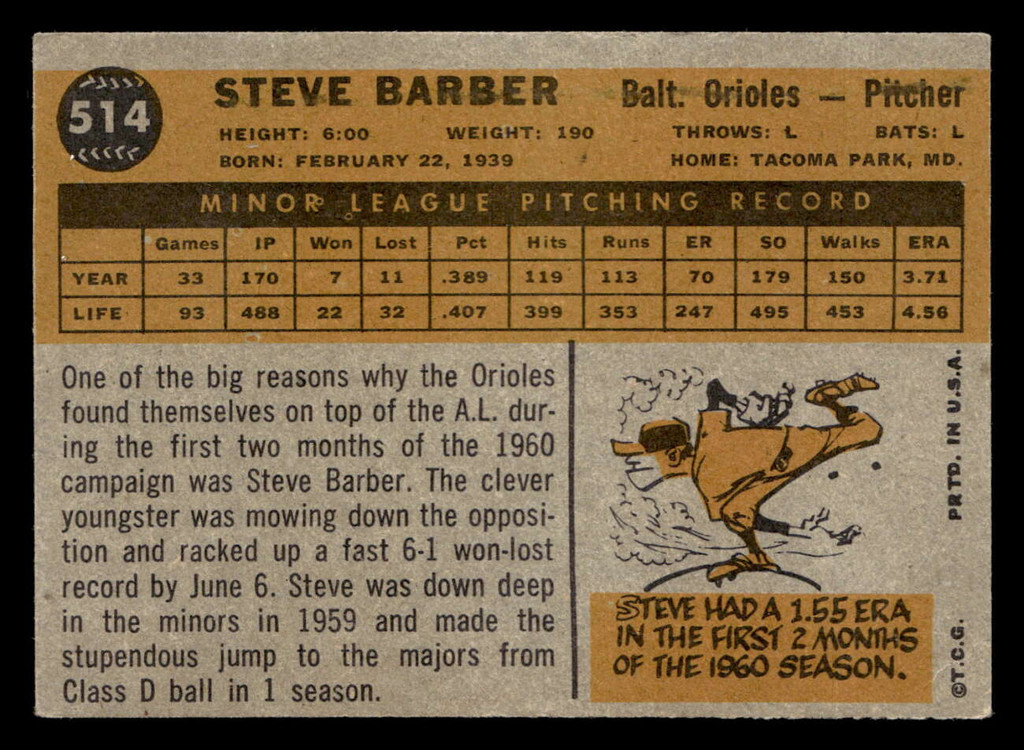 514
STEVE BARBER Balt. Orioles — Pitcher
HEIGHT: 6:00 WEIGHT: 190 THROWS: L BATS: L
BORN: FEBRUARY 22, 1939 HOME: TACOMA PARK, MD.
MINOR LEAGUE PITCHING RECORD
Games IP Won Lost Pct Hits Runs ER SO Walks ERA
YEAR 33 170 7 11 .389 119 113 70 179 150 3.71
LIFE 93 488 22 32 .407 399 353 247 495 453 4.56
One of the big reasons why the Orioles
found themselves on top of the A.L. dur-
ing the first two months of the 1960
campaign was Steve Barber. The clever
youngster was mowing down the opposi-
tion and racked up a fast 6-1 won-lost
record by June 6. Steve was down deep
in the minors in 1959 and made the
stupendous jump to the majors from
Class D ball in 1 season.
STEVE HAD A 1.55 ERA
IN THE FIRST 2 MONTHS
OF THE 1960 SEASON.
©T.C.G. PRTD. IN U.S.A.